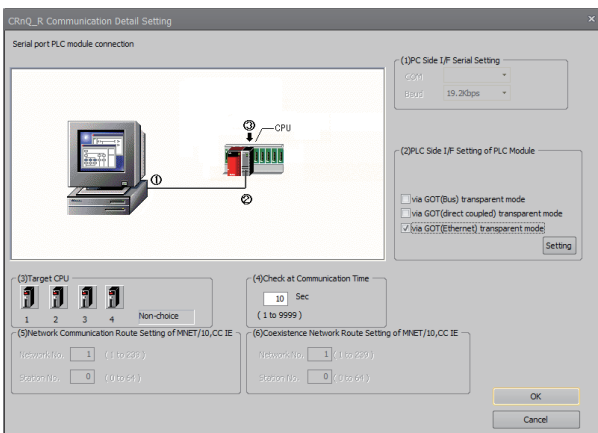 CRnQ_R Communication Detail Setting
×
Serial port PLC module connection
③
CPU
①
②
(1)PC Side I/F Serial Setting
COM
Baud 19.2Kbps
(2)PLC Side I/F Setting of PLC Module
via GOT(Bus) transparent mode
via GOT(direct coupled) transparent mode
via GOT(Ethernet) transparent mode
Setting
(3)Target CPU
1 2 3 4 Non-choice
(4)Check at Communication Time
10 Sec
( 1 to 9999 )
(5)Network Communication Route Setting of MNET/10,CC IE
Network No. 1 ( 1 to 239 )
Station No. 0 ( 0 to 64 )
(6)Coexistence Network Route Setting of MNET/10,CC IE
Network No. 1 ( 1 to 239 )
Station No. 0 ( 0 to 64 )
OK
Cancel